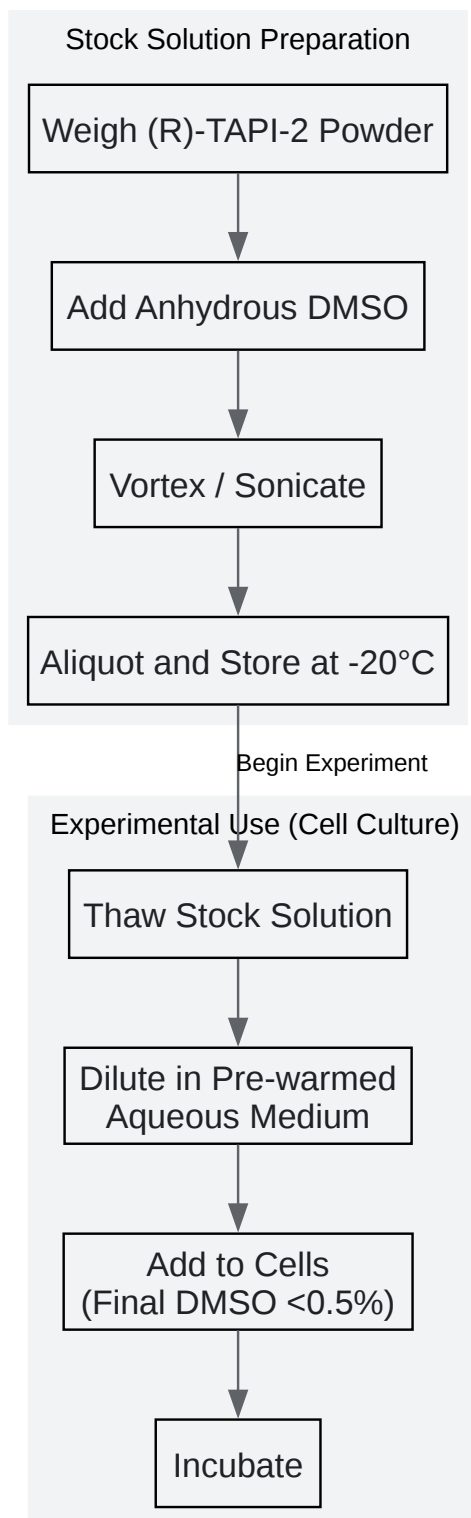 Stock Solution Preparation
Weigh (R)-TAPI-2 Powder
Add Anhydrous DMSO
Vortex / Sonicate
Aliquot and Store at -20°C
Begin Experiment
Experimental Use (Cell Culture)
Thaw Stock Solution
Dilute in Pre-warmed
Aqueous Medium
Add to Cells
(Final DMSO <0.5%)
Incubate